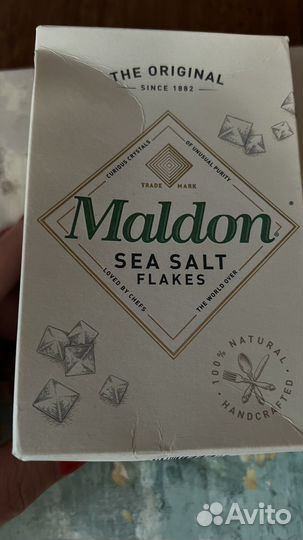 THE ORIGINAL
SINCE 1882
CURIOUS CRYSTALS
OF UNUSUAL PURITY
TRADE MARK
Maldon®
SEA SALT
FLAKES
LOVED BY CHEFS
THE WORLD OVER
100% NATURAL
HANDCRAFTED
Avito